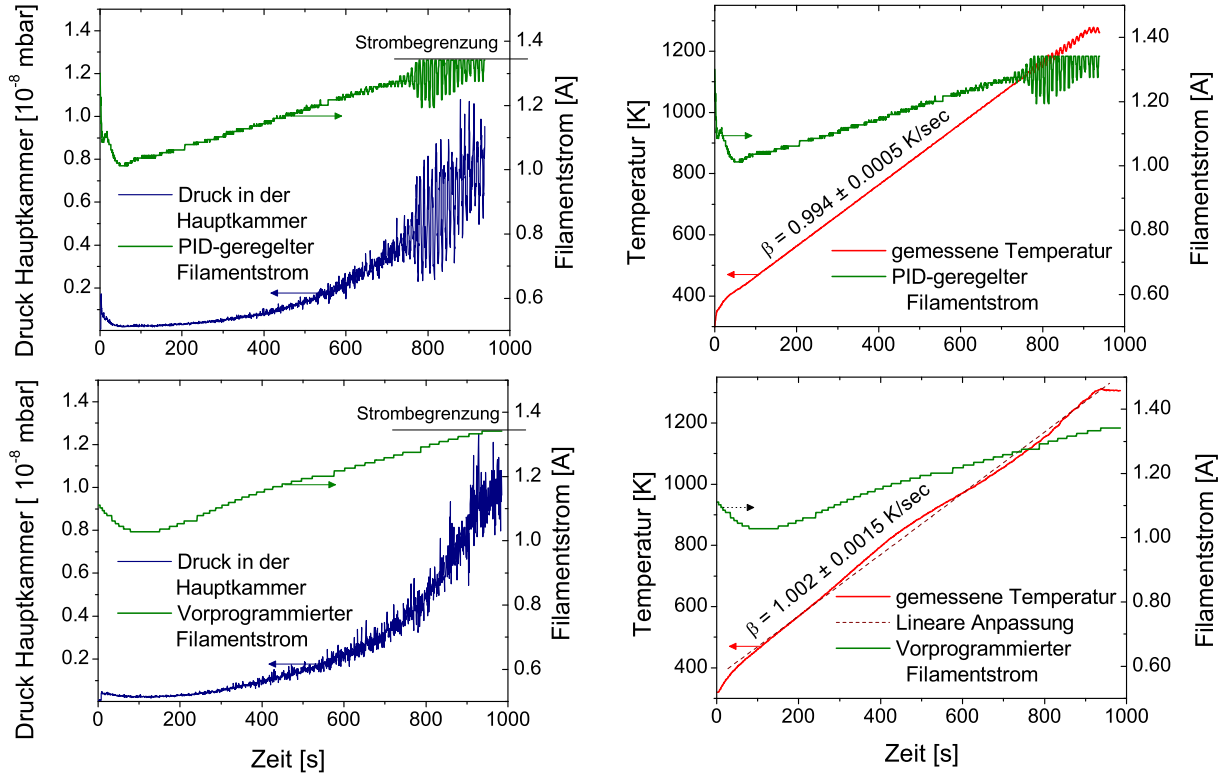 Druck Hauptkammer [10-8 mbar]
1.4
1.2
1.0
0.8
0.6
0.4
0.2
0
200
400
600
800
1000
1.4
1.2
1.0
0.8
0.6
Filamentstrom [A]
Strombegrenzung
Druck in der
Hauptkammer
PID-geregelter
Filamentstrom
Temperatur [K]
1200
1000
800
600
400
0
200
400
600
800
1000
1.40
1.20
1.00
0.80
0.60
Filamentstrom [A]
β = 0.994 ± 0.0005 K/sec
gemessene Temperatur
PID-geregelter
Filamentstrom
Druck Hauptkammer [ 10-8 mbar]
1.4
1.2
1.0
0.8
0.6
0.4
0.2
0
200
400
600
800
1000
Zeit [s]
1.4
1.2
1.0
0.8
0.6
Filamentstrom [A]
Strombegrenzung
Druck in der
Hauptkammer
Vorprogrammierter
Filamentstrom
Temperatur [K]
1200
1000
800
600
400
0
200
400
600
800
1000
Zeit [s]
1.40
1.20
1.00
0.80
0.60
Filamentstrom [A]
β = 1.002 ± 0.0015 K/sec
gemessene Temperatur
Lineare Anpassung
Vorprogrammierter
Filamentstrom